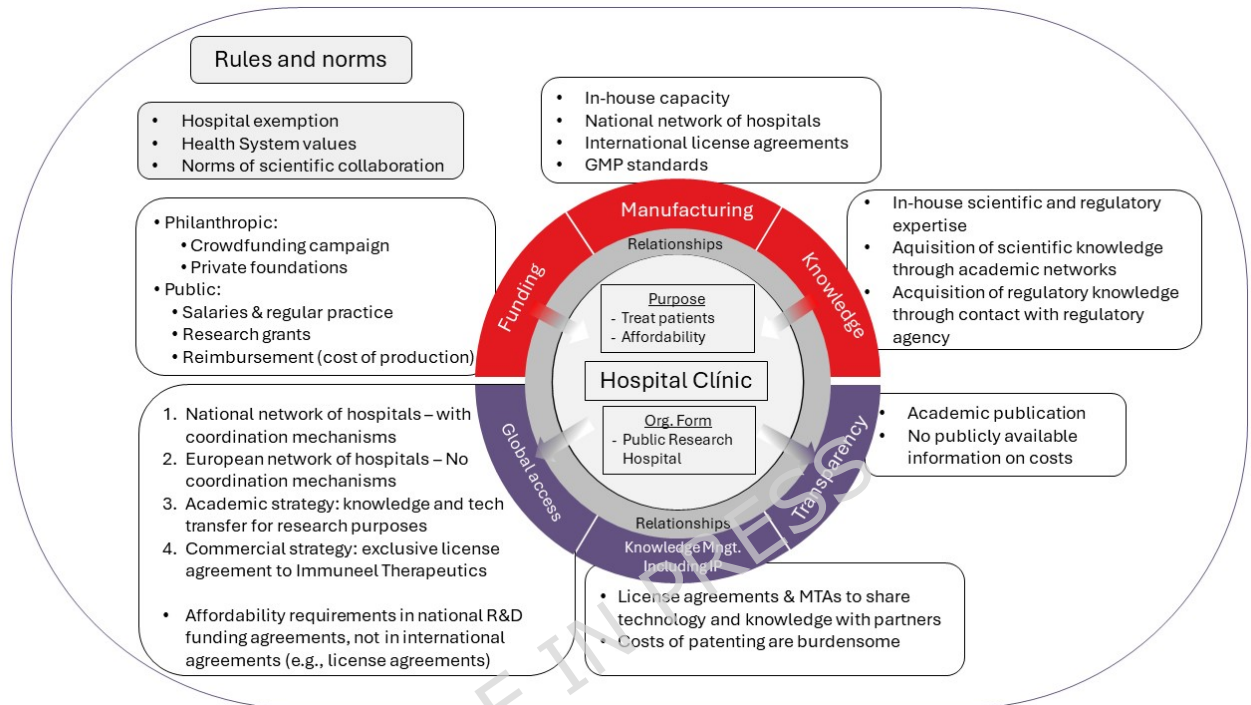 Rules and norms
• Hospital exemption
• Health System values
• Norms of scientific collaboration
• In-house capacity
• National network of hospitals
• International license agreements
• GMP standards
• Philanthropic:
• Crowdfunding campaign
• Private foundations
• Public:
• Salaries & regular practice
• Research grants
• Reimbursement (cost of production)
• In-house scientific and regulatory
expertise
• Aquisition of scientific knowledge
through academic networks
• Acquisition of regulatory knowledge
through contact with regulatory
agency
Funding
Manufacturing
Knowledge
Relationships
Purpose
- Treat patients
- Affordability
Hospital Clínic
Org. Form
- Public Research
Hospital
Relationships
Global access
Knowledge Mngt.
Including IP
Transparency
1. National network of hospitals – with
coordination mechanisms
2. European network of hospitals – No
coordination mechanisms
3. Academic strategy: knowledge and tech
transfer for research purposes
4. Commercial strategy: exclusive license
agreement to Immuneel Therapeutics
• Affordability requirements in national R&D
funding agreements, not in international
agreements (e.g., license agreements)
• Academic publication
• No publicly available
information on costs
• License agreements & MTAs to share
technology and knowledge with partners
• Costs of patenting are burdensome
E IN PRESS